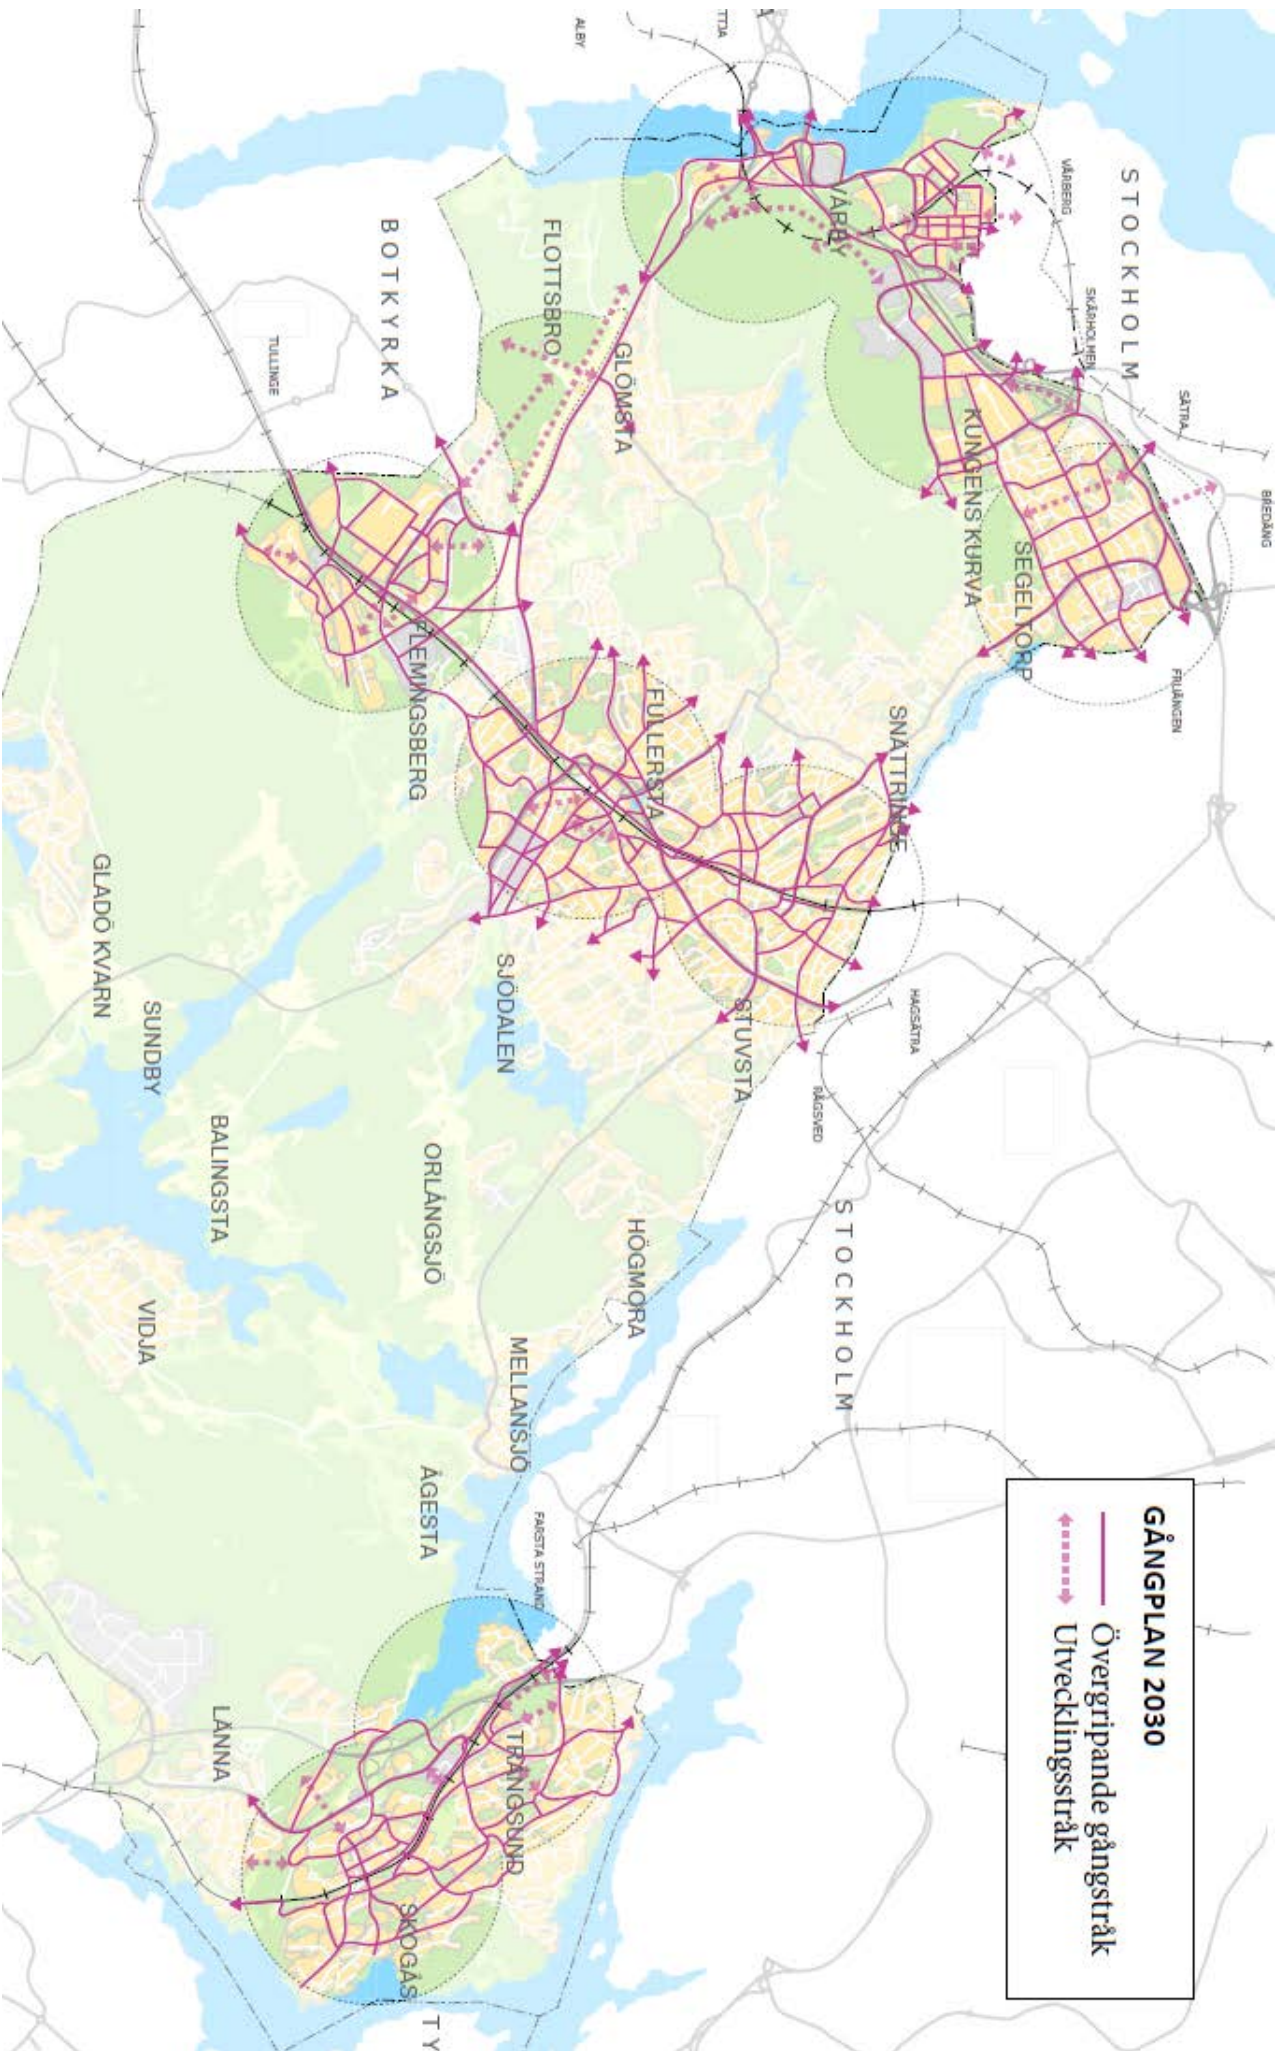 GÅNGPLAN 2030
Övergripande gångstråk
Utvecklingsstråk
STOCKHOLM
BREDÄNG
SÄTRA
SKÄRHOLMEN
VÅRBERG
FRUÄNGEN
SEGELTORP
KUNGENS KURVA
VÅRBY
ALBY
SNÄTTRINGE
HAGSÄTRA
RÅGSVED
STOCKHOLM
STUVSTA
FULLERSTA
GLÖMSTA
FLOTTSBRO
BOTKYRKA
TULLINGE
FLEMINGSBERG
SJÖDALEN
HÖGMORA
MELLANSJÖ
ORLÅNGSJÖ
ÅGESTA
FARSTA STRAND
BALINGSTA
SUNDBY
GLADÖ KVARN
VIDJA
LÄNNA
TRÅNGSUND
SKOGÅS
TY